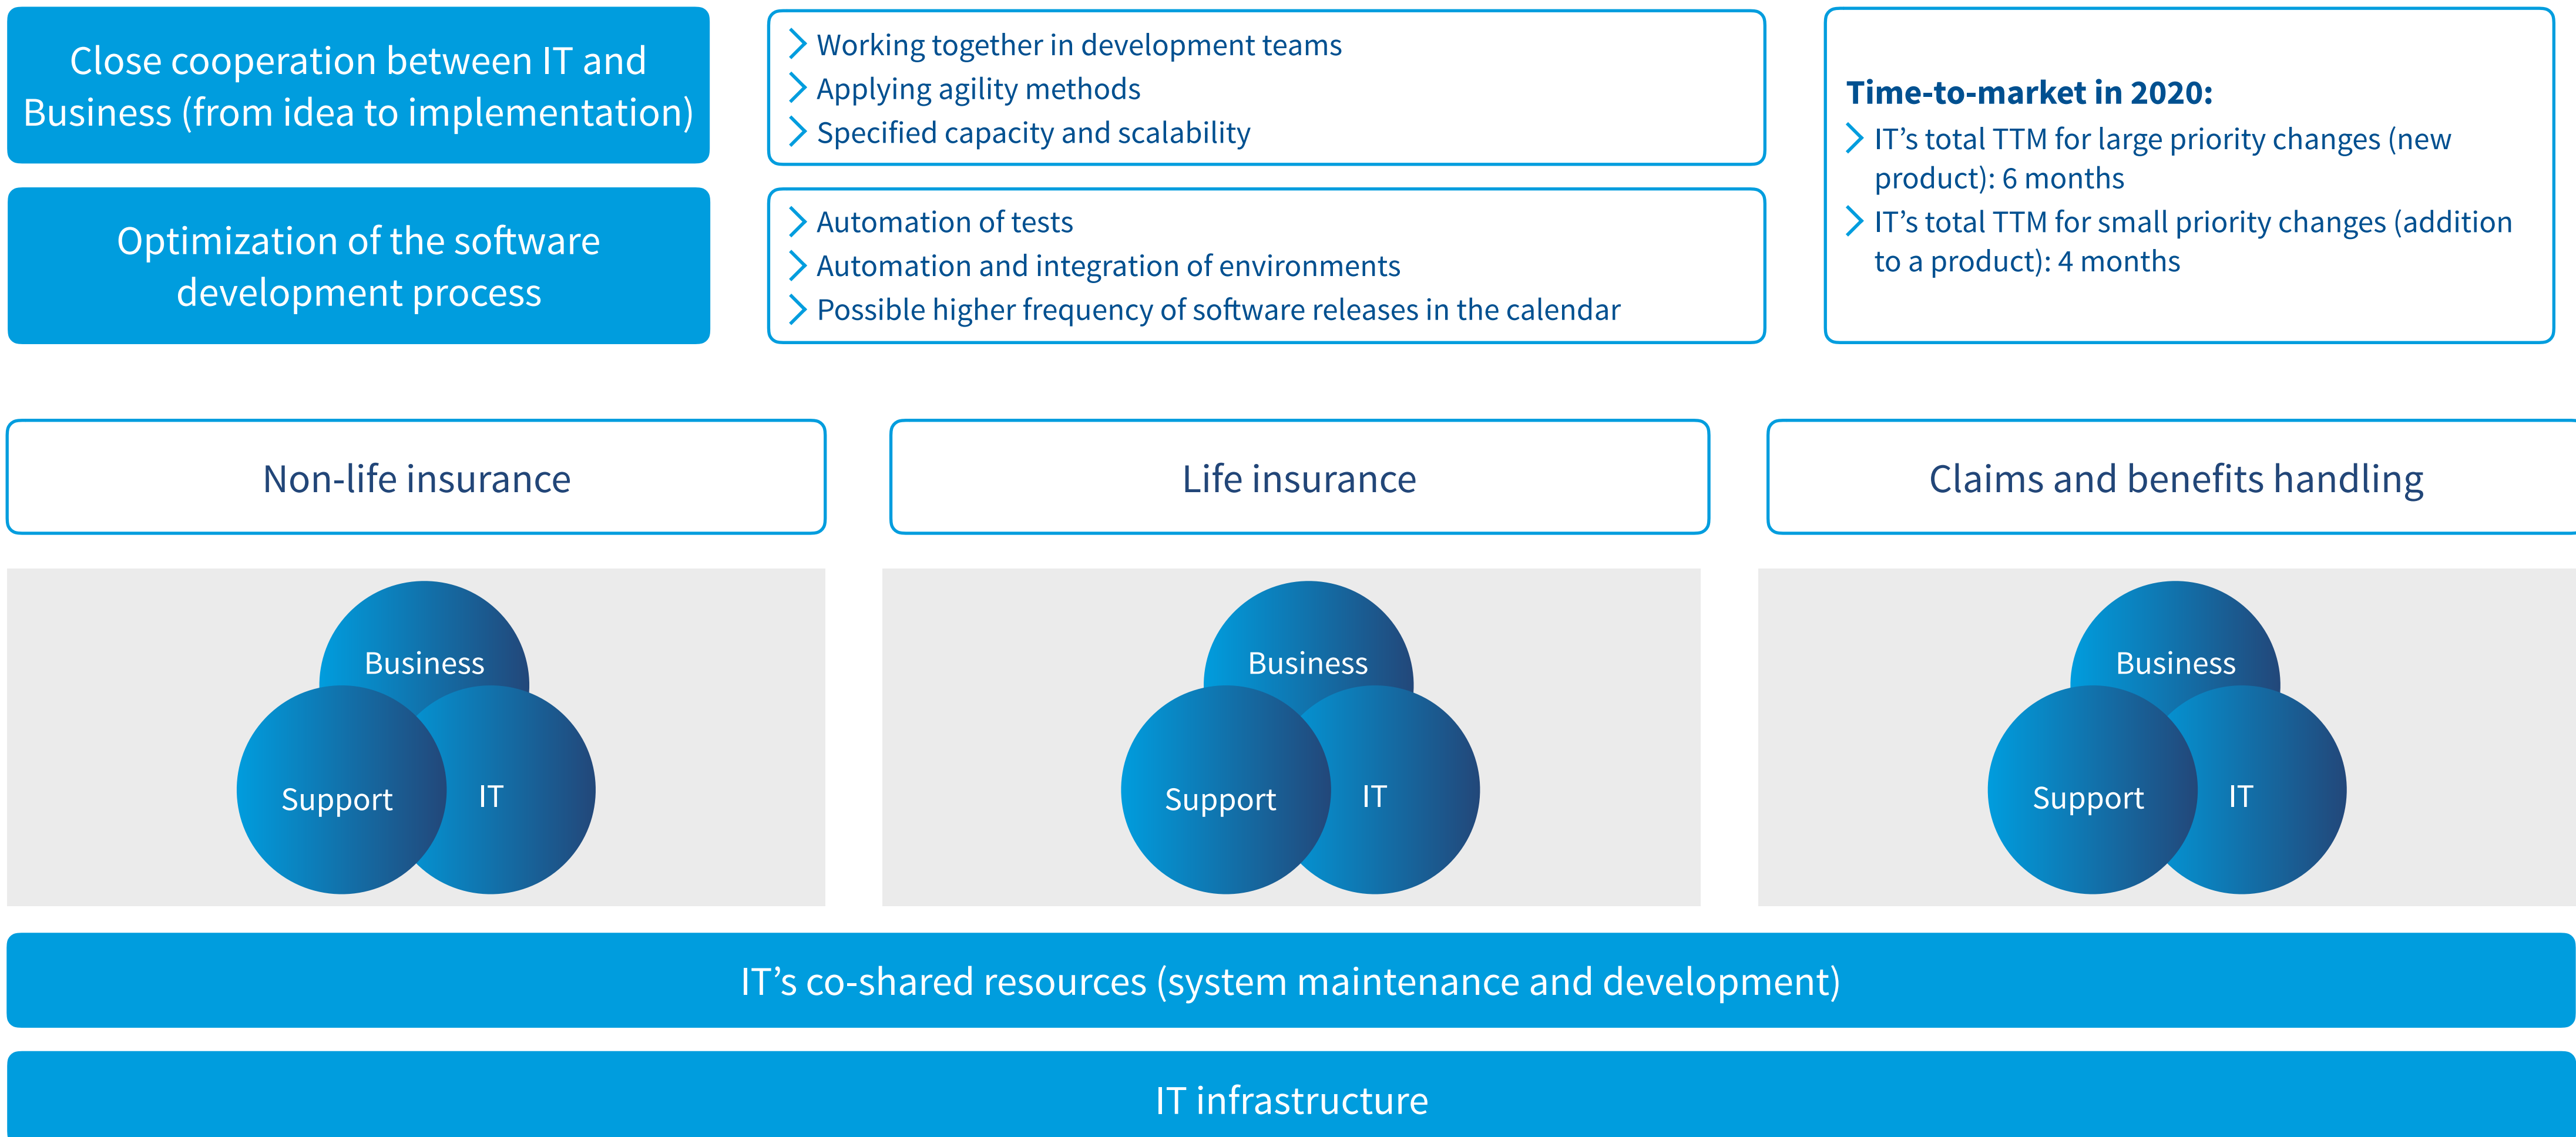 Close cooperation between IT and
Business (from idea to implementation)
Working together in development teams
Applying agility methods
Specified capacity and scalability
Optimization of the software
development process
Automation of tests
Automation and integration of environments
Possible higher frequency of software releases in the calendar
Time-to-market in 2020:
IT’s total TTM for large priority changes (new
product): 6 months
IT’s total TTM for small priority changes (addition
to a product): 4 months
Non-life insurance
Life insurance
Claims and benefits handling
Business
Support
IT
Business
Support
IT
Business
Support
IT
IT’s co-shared resources (system maintenance and development)
IT infrastructure